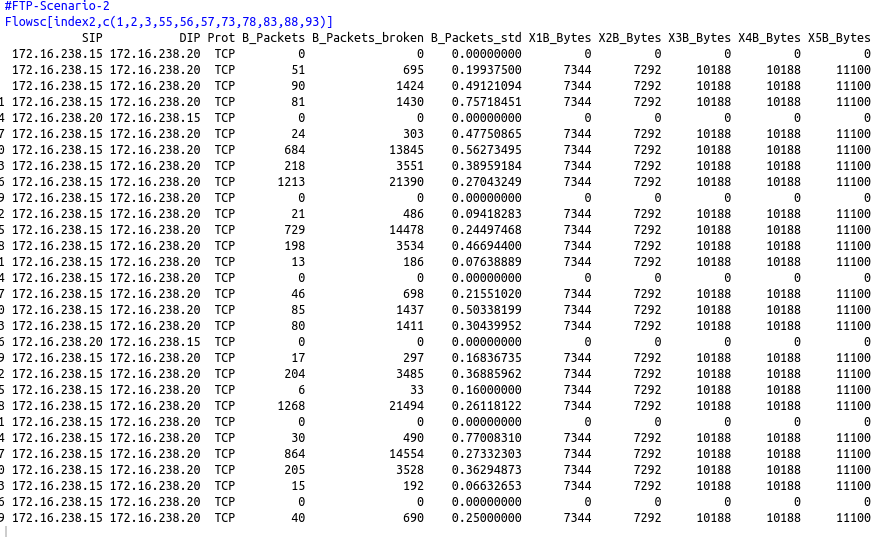 #FTP-Scenario-2
Flowsc[index2,c(1,2,3,55,56,57,73,78,83,88,93)]
SIP DIP Prot B_Packets B_Packets_broken B_Packets_std X1B_Bytes X2B_Bytes X3B_Bytes X4B_Bytes X5B_Bytes
172.16.238.15 172.16.238.20 TCP 0 0 0.00000000 0 0 0 0 0
172.16.238.15 172.16.238.20 TCP 51 695 0.19937500 7344 7292 10188 10188 11100
172.16.238.15 172.16.238.20 TCP 90 1424 0.49121094 7344 7292 10188 10188 11100
1 172.16.238.15 172.16.238.20 TCP 81 1430 0.75718451 7344 7292 10188 10188 11100
4 172.16.238.20 172.16.238.15 TCP 0 0 0.00000000 0 0 0 0 0
7 172.16.238.15 172.16.238.20 TCP 24 303 0.47750865 7344 7292 10188 10188 11100
0 172.16.238.15 172.16.238.20 TCP 684 13845 0.56273495 7344 7292 10188 10188 11100
3 172.16.238.15 172.16.238.20 TCP 218 3551 0.38959184 7344 7292 10188 10188 11100
6 172.16.238.15 172.16.238.20 TCP 1213 21390 0.27043249 7344 7292 10188 10188 11100
9 172.16.238.15 172.16.238.20 TCP 0 0 0.00000000 0 0 0 0 0
2 172.16.238.15 172.16.238.20 TCP 21 486 0.09418283 7344 7292 10188 10188 11100
5 172.16.238.15 172.16.238.20 TCP 729 14478 0.24497468 7344 7292 10188 10188 11100
8 172.16.238.15 172.16.238.20 TCP 198 3534 0.46694400 7344 7292 10188 10188 11100
1 172.16.238.15 172.16.238.20 TCP 13 186 0.07638889 7344 7292 10188 10188 11100
4 172.16.238.15 172.16.238.20 TCP 0 0 0.00000000 0 0 0 0 0
7 172.16.238.15 172.16.238.20 TCP 46 698 0.21551020 7344 7292 10188 10188 11100
0 172.16.238.15 172.16.238.20 TCP 85 1437 0.50338199 7344 7292 10188 10188 11100
3 172.16.238.15 172.16.238.20 TCP 80 1411 0.30439952 7344 7292 10188 10188 11100
6 172.16.238.20 172.16.238.15 TCP 0 0 0.00000000 0 0 0 0 0
9 172.16.238.15 172.16.238.20 TCP 17 297 0.16836735 7344 7292 10188 10188 11100
2 172.16.238.15 172.16.238.20 TCP 204 3485 0.36885962 7344 7292 10188 10188 11100
5 172.16.238.15 172.16.238.20 TCP 6 33 0.16000000 7344 7292 10188 10188 11100
8 172.16.238.15 172.16.238.20 TCP 1268 21494 0.26118122 7344 7292 10188 10188 11100
1 172.16.238.15 172.16.238.20 TCP 0 0 0.00000000 0 0 0 0 0
4 172.16.238.15 172.16.238.20 TCP 30 490 0.77008310 7344 7292 10188 10188 11100
7 172.16.238.15 172.16.238.20 TCP 864 14554 0.27332303 7344 7292 10188 10188 11100
0 172.16.238.15 172.16.238.20 TCP 205 3528 0.36294873 7344 7292 10188 10188 11100
3 172.16.238.15 172.16.238.20 TCP 15 192 0.06632653 7344 7292 10188 10188 11100
6 172.16.238.15 172.16.238.20 TCP 0 0 0.00000000 0 0 0 0 0
9 172.16.238.15 172.16.238.20 TCP 40 690 0.25000000 7344 7292 10188 10188 11100